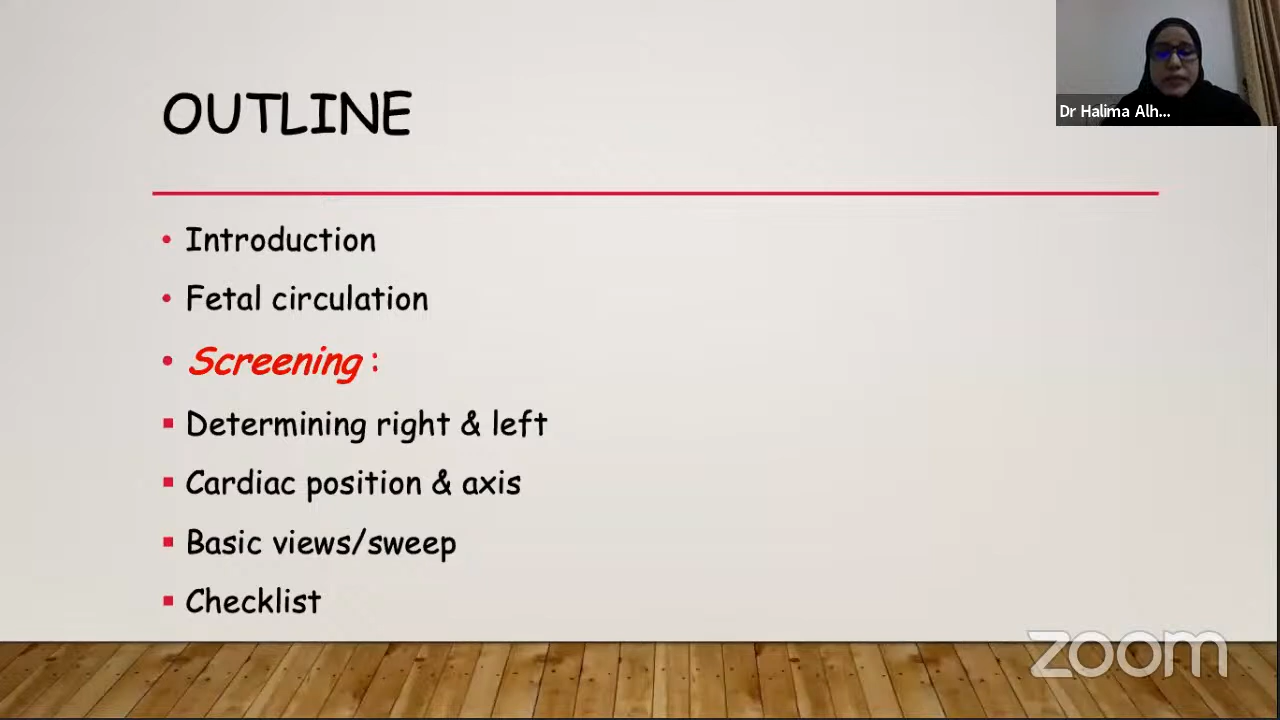 OUTLINE
Dr Halima Alh...
• Introduction
• Fetal circulation
• Screening :
▪ Determining right & left
▪ Cardiac position & axis
▪ Basic views/sweep
▪ Checklist
zoom